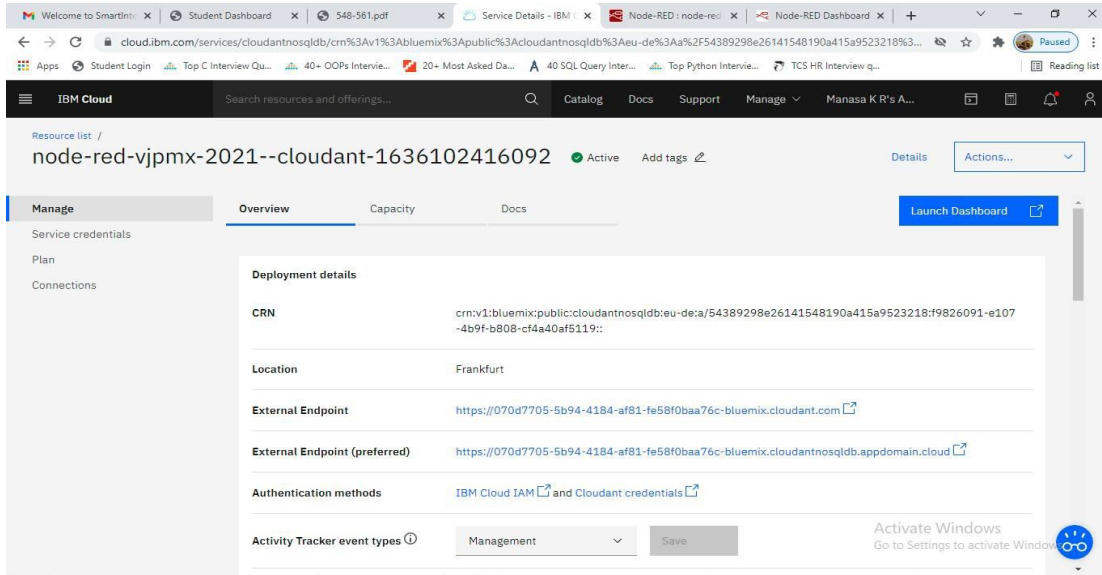 Welcome to SmartInte
Student Dashboard
548-561.pdf
Service Details - IBM C
Node-RED : node-red
Node-RED Dashboard
cloud.ibm.com/services/cloudantnosqldb/crn%3Av1%3Abluemix%3Apublic%3Acloudantnosqldb%3Aeu-de%3Aa%2F54389298e26141548190a415a9523218%3...
Paused
Apps
Student Login
Top C Interview Qu...
40+ OOPs Intervie...
20+ Most Asked Da...
40 SQL Query Inter...
Top Python Intervie...
TCS HR Interview q...
Reading list
IBM Cloud
Search resources and offerings...
Catalog
Docs
Support
Manage
Manasa K R's A...
Resource list /
node-red-vjpmx-2021--cloudant-1636102416092
Active
Add tags
Details
Actions...
Manage
Service credentials
Plan
Connections
Overview
Capacity
Docs
Launch Dashboard
Deployment details
CRN
crn:v1:bluemix:public:cloudantnosqldb:eu-de:a/54389298e26141548190a415a9523218:f9826091-e107
-4b9f-b808-cf4a40af5119::
Location
Frankfurt
External Endpoint
https://070d7705-5b94-4184-af81-fe58f0baa76c-bluemix.cloudant.com
External Endpoint (preferred)
https://070d7705-5b94-4184-af81-fe58f0baa76c-bluemix.cloudantnosqldb.appdomain.cloud
Authentication methods
IBM Cloud IAM and Cloudant credentials
Activity Tracker event types
Management
Save
Activate Windows
Go to Settings to activate Windows